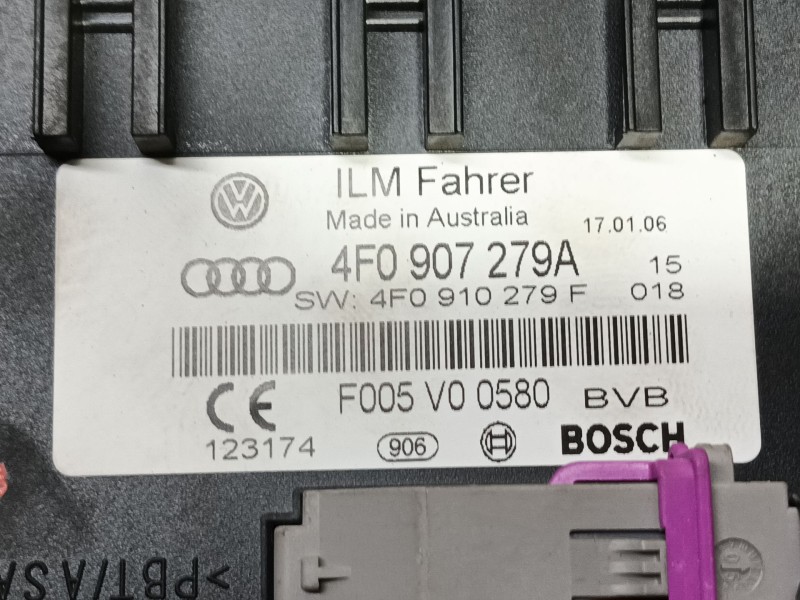 ILM Fahrer
Made in Australia
17.01.06
4F0 907 279A
15
SW: 4F0 910 279 F
018
F005 V0 0580
BVB
CE
123174
906
BOSCH
>PBT/ASA